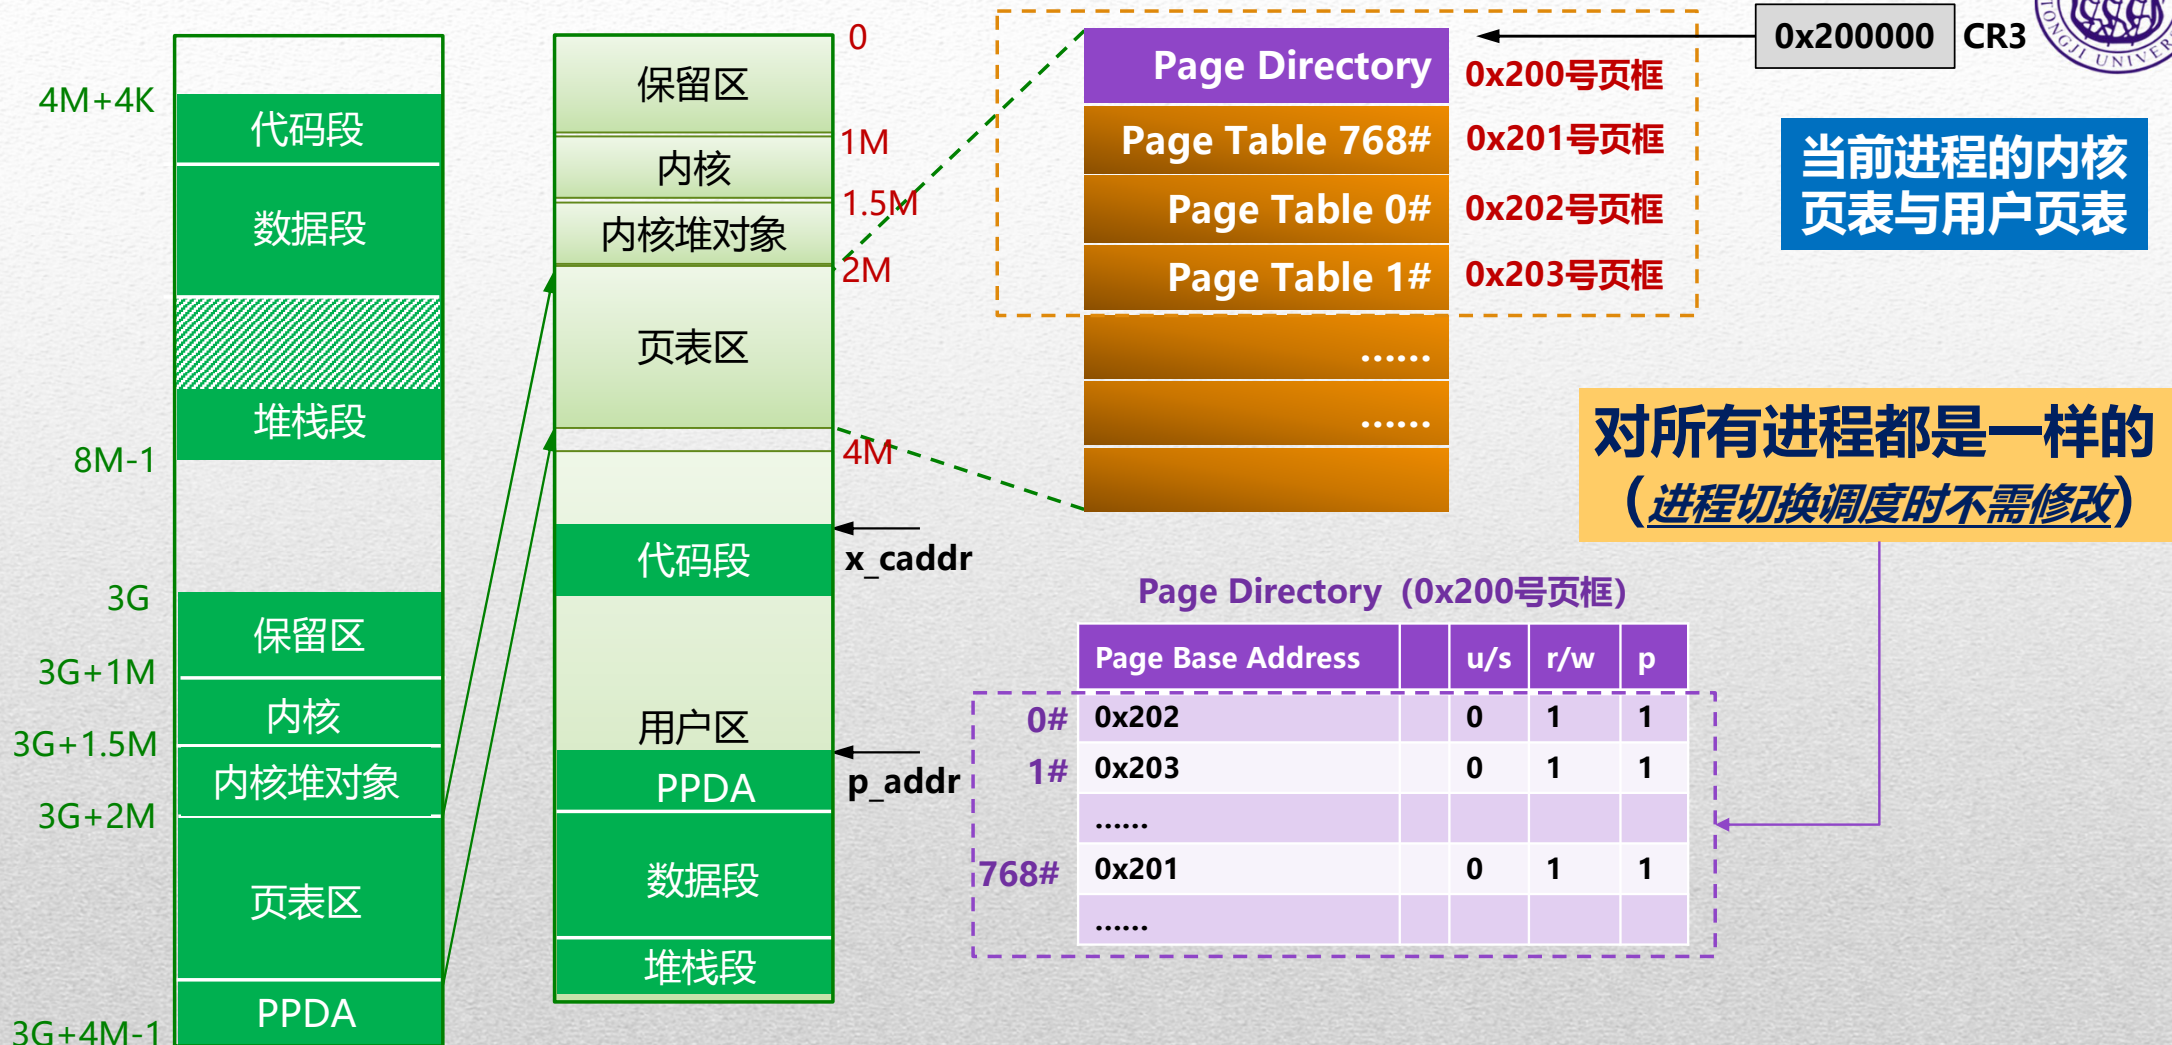 4M+4K
代码段
数据段
堆栈段
8M-1
3G
保留区
3G+1M
内核
3G+1.5M
内核堆对象
3G+2M
页表区
PPDA
3G+4M-1
0
保留区
1M
内核
1.5M
内核堆对象
2M
页表区
4M
x_caddr
代码段
用户区
p_addr
PPDA
数据段
堆栈段
Page Directory
0x200号页框
Page Table 768#
0x201号页框
Page Table 0#
0x202号页框
Page Table 1#
0x203号页框
......
......
0x200000 CR3
TONGJI UNIVERS
当前进程的内核
页表与用户页表
对所有进程都是一样的
（进程切换调度时不需修改）
Page Directory（0x200号页框）
Page Base Address u/s r/w p
0# 0x202 0 1 1
1# 0x203 0 1 1
......
768# 0x201 0 1 1
......